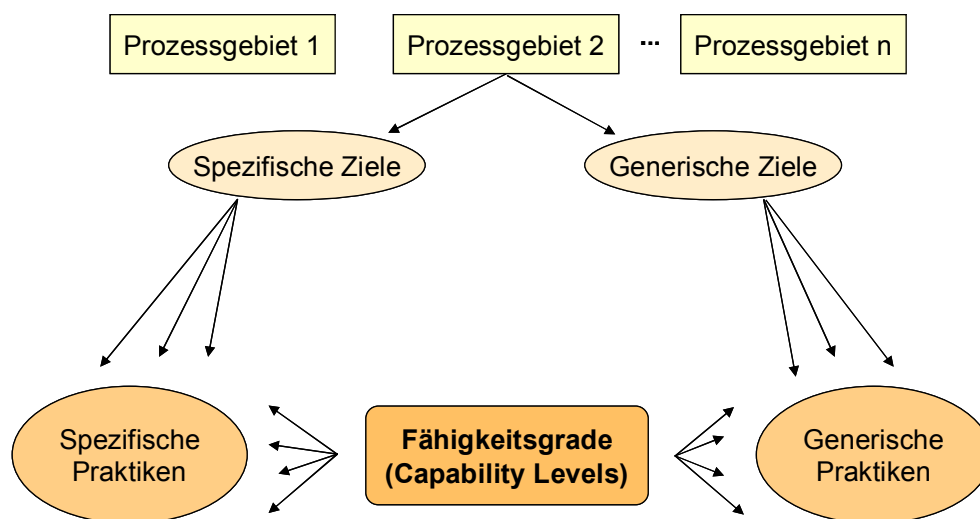 Prozessgebiet 1
Prozessgebiet 2
...
Prozessgebiet n
Spezifische Ziele
Generische Ziele
Spezifische
Praktiken
Fähigkeitsgrade
(Capability Levels)
Generische
Praktiken